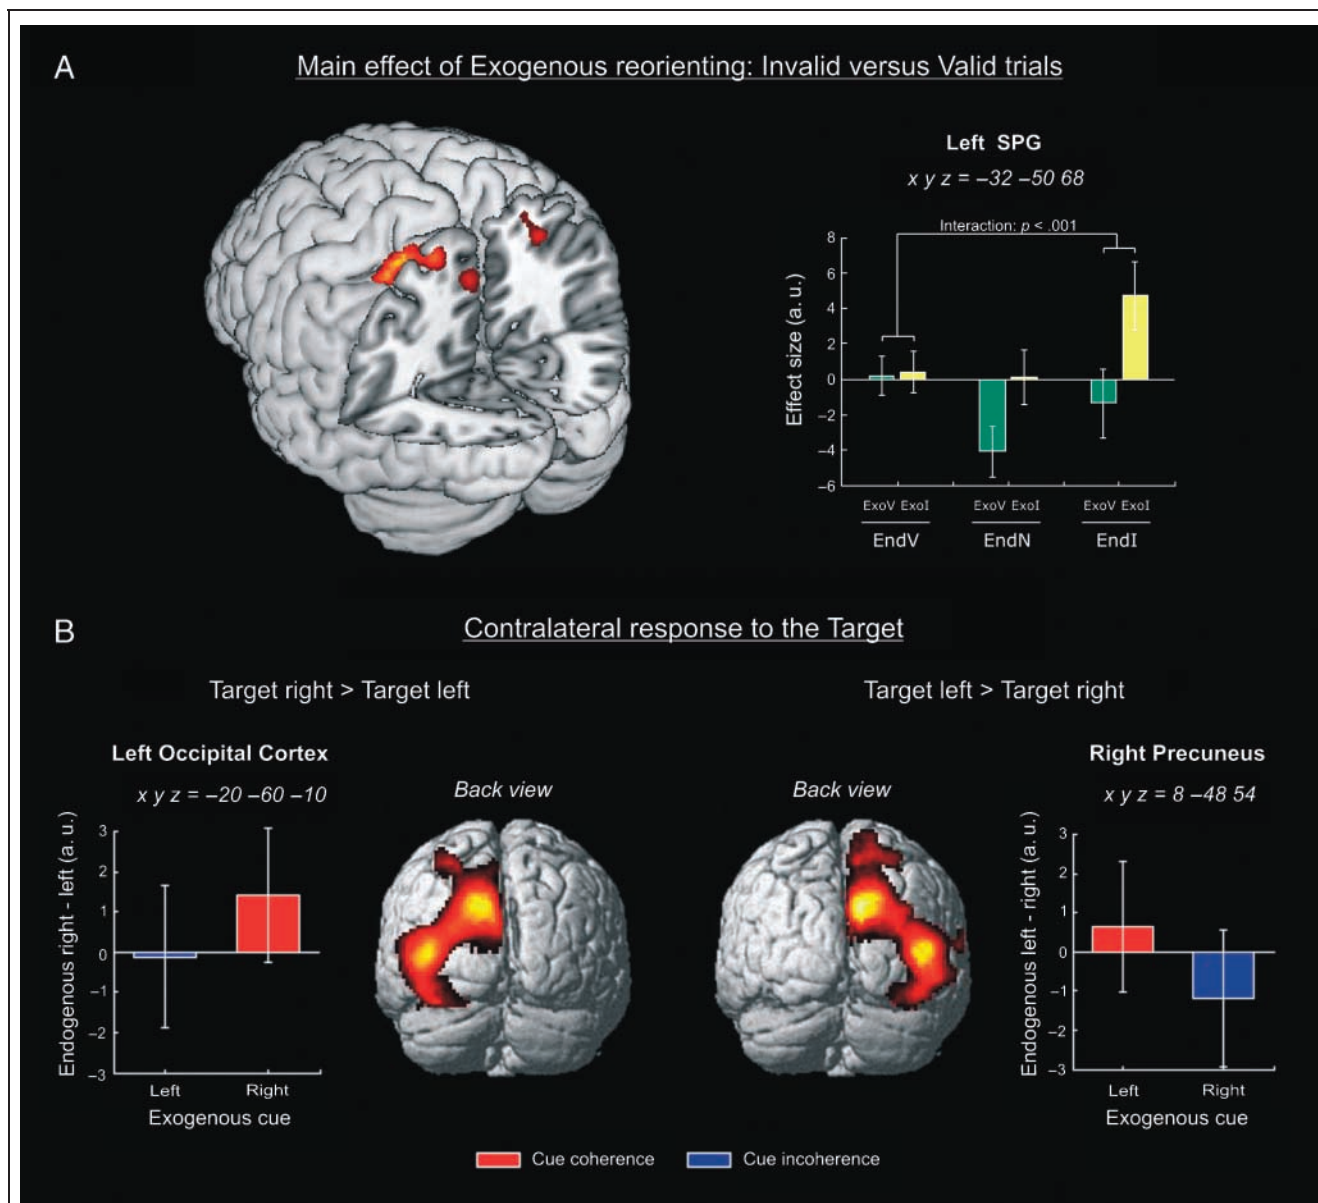 A
Main effect of Exogenous reorienting: Invalid versus Valid trials
Left SPG
x y z = –32 –50 68
Interaction: p < .001
Effect size (a. u.)
8
6
4
2
0
–2
–4
–6
ExoV ExoI
ExoV ExoI
ExoV ExoI
EndV
EndN
EndI
B
Contralateral response to the Target
Target right > Target left
Target left > Target right
Left Occipital Cortex
x y z = –20 –60 –10
Back view
Endogenous right - left (a. u.)
3
2
1
0
–1
–2
–3
Left
Right
Exogenous cue
Back view
Right Precuneus
x y z = 8 –48 54
Endogenous left - right (a. u.)
3
2
1
0
–1
–2
–3
Left
Right
Exogenous cue
Cue coherence
Cue incoherence